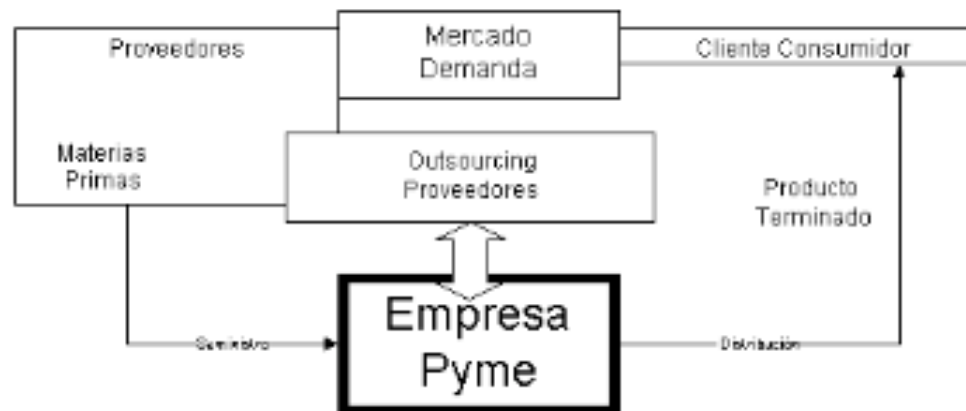 Proveedores
Mercado
Demanda
Cliente Consumidor
Materias
Primas
Outsourcing
Proveedores
Producto
Terminado
Empresa
Pyme
Suministro
Distribución